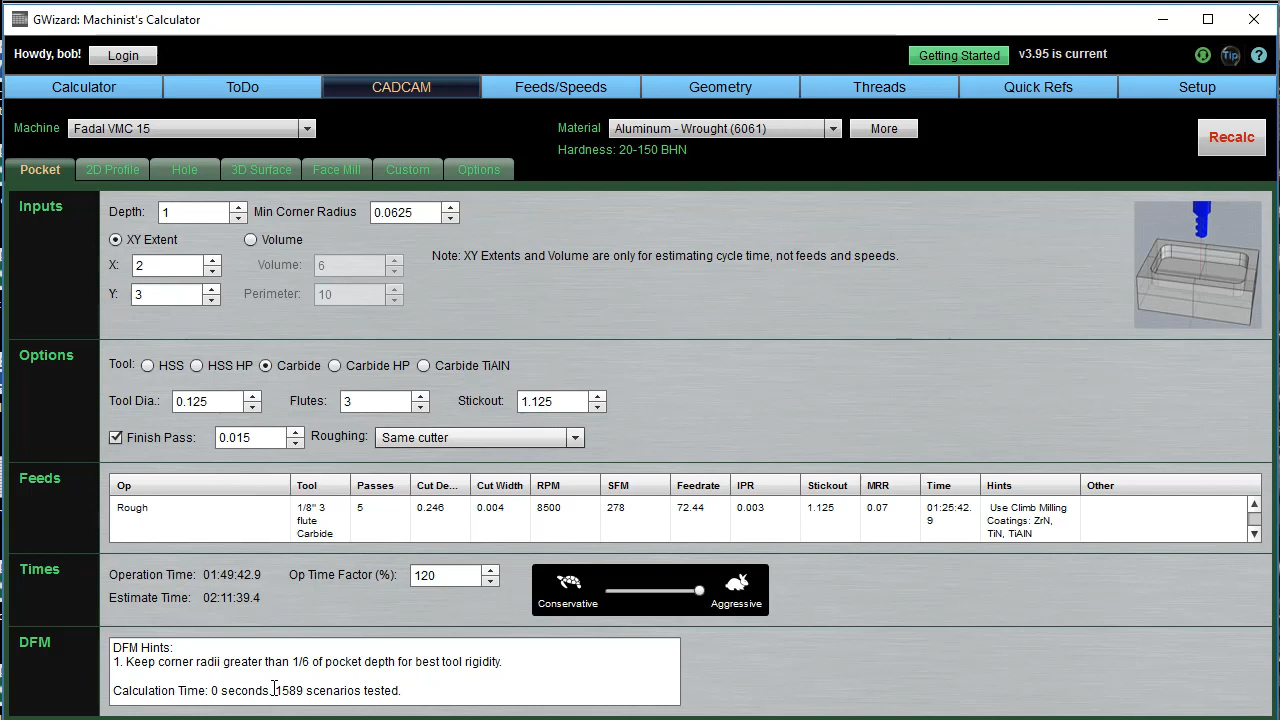 GWizard: Machinist's Calculator
Howdy, bob! Login Getting Started v3.95 is current Tip ?
Calculator ToDo CADCAM Feeds/Speeds Geometry Threads Quick Refs Setup
Machine Fadal VMC 15 Material Aluminum - Wrought (6061) More Recalc
Hardness: 20-150 BHN
Pocket 2D Profile Hole 3D Surface Face Mill Custom Options
Inputs Depth: 1 Min Corner Radius 0.0625
XY Extent Volume
Note: XY Extents and Volume are only for estimating cycle time, not feeds and speeds.
X: 2 Volume: 6
Y: 3 Perimeter: 10
Options Tool: HSS HSS HP Carbide Carbide HP Carbide TiAlN
Tool Dia.: 0.125 Flutes: 3 Stickout: 1.125
Finish Pass: 0.015 Roughing: Same cutter
Feeds Op Tool Passes Cut De... Cut Width RPM SFM Feedrate IPR Stickout MRR Time Hints Other
Rough 1/8" 3 5 0.246 0.004 8500 278 72.44 0.003 1.125 0.07 01:25:42. Use Climb Milling
flute 9 Coatings: ZrN,
Carbide TiN, TiAlN
Times Operation Time: 01:49:42.9 Op Time Factor (%): 120
Estimate Time: 02:11:39.4 Conservative Aggressive
DFM DFM Hints:
1. Keep corner radii greater than 1/6 of pocket depth for best tool rigidity.
Calculation Time: 0 seconds 1589 scenarios tested.